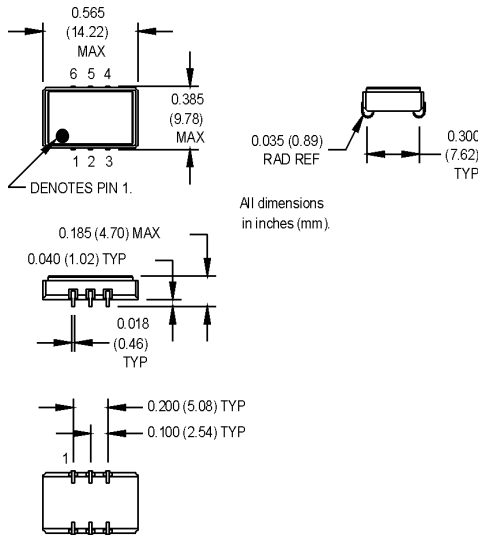 0.565
(14.22)
MAX
6 5 4
0.385
(9.78)
MAX
1 2 3
DENOTES PIN 1.
0.035 (0.89)
RAD REF
0.300
(7.62)
TYP
All dimensions
in inches (mm).
0.185 (4.70) MAX
0.040 (1.02) TYP
0.018
(0.46)
TYP
0.200 (5.08) TYP
0.100 (2.54) TYP
1